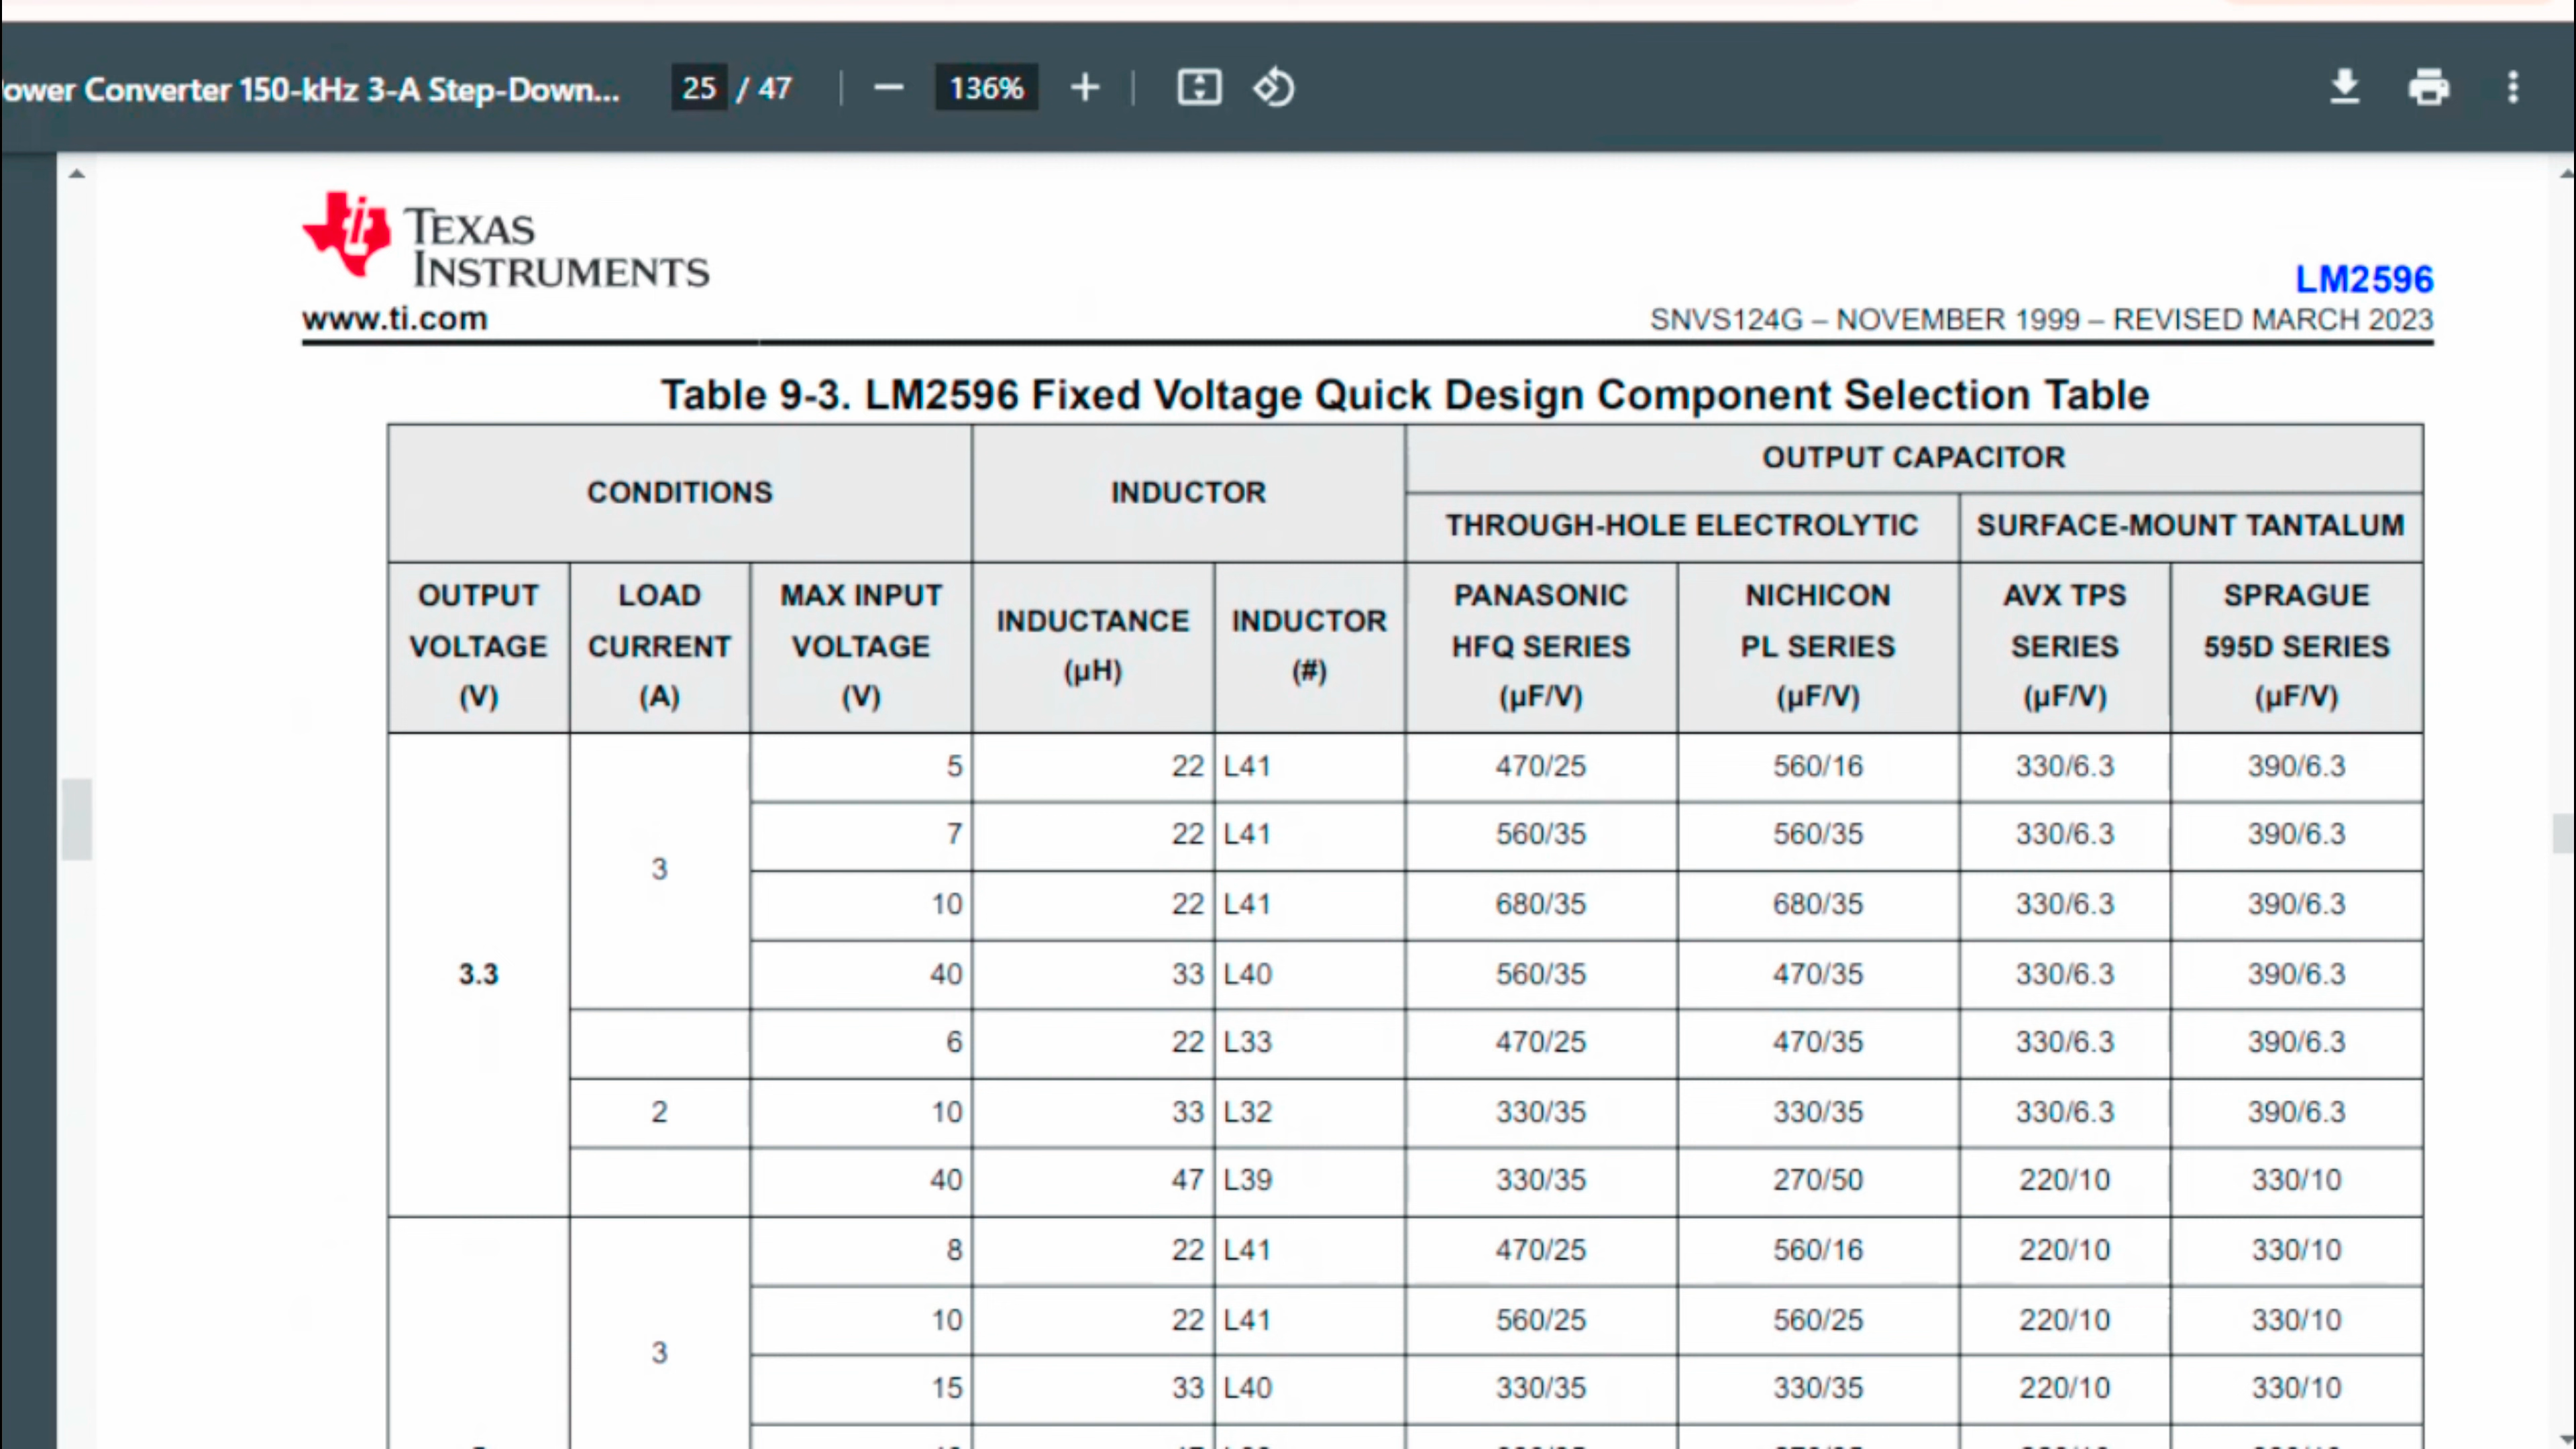 ower Converter 150-kHz 3-A Step-Down... 25 / 47 136%
TEXAS
INSTRUMENTS
LM2596
www.ti.com SNVS124G – NOVEMBER 1999 – REVISED MARCH 2023
Table 9-3. LM2596 Fixed Voltage Quick Design Component Selection Table
CONDITIONS INDUCTOR OUTPUT CAPACITOR
THROUGH-HOLE ELECTROLYTIC SURFACE-MOUNT TANTALUM
OUTPUT LOAD MAX INPUT INDUCTANCE INDUCTOR PANASONIC NICHICON AVX TPS SPRAGUE
VOLTAGE CURRENT VOLTAGE (µH) (#) HFQ SERIES PL SERIES SERIES 595D SERIES
(V) (A) (V) (µF/V) (µF/V) (µF/V) (µF/V)
5 22 L41 470/25 560/16 330/6.3 390/6.3
7 22 L41 560/35 560/35 330/6.3 390/6.3
3
10 22 L41 680/35 680/35 330/6.3 390/6.3
3.3 40 33 L40 560/35 470/35 330/6.3 390/6.3
6 22 L33 470/25 470/35 330/6.3 390/6.3
2 10 33 L32 330/35 330/35 330/6.3 390/6.3
40 47 L39 330/35 270/50 220/10 330/10
8 22 L41 470/25 560/16 220/10 330/10
10 22 L41 560/25 560/25 220/10 330/10
3
15 33 L40 330/35 330/35 220/10 330/10